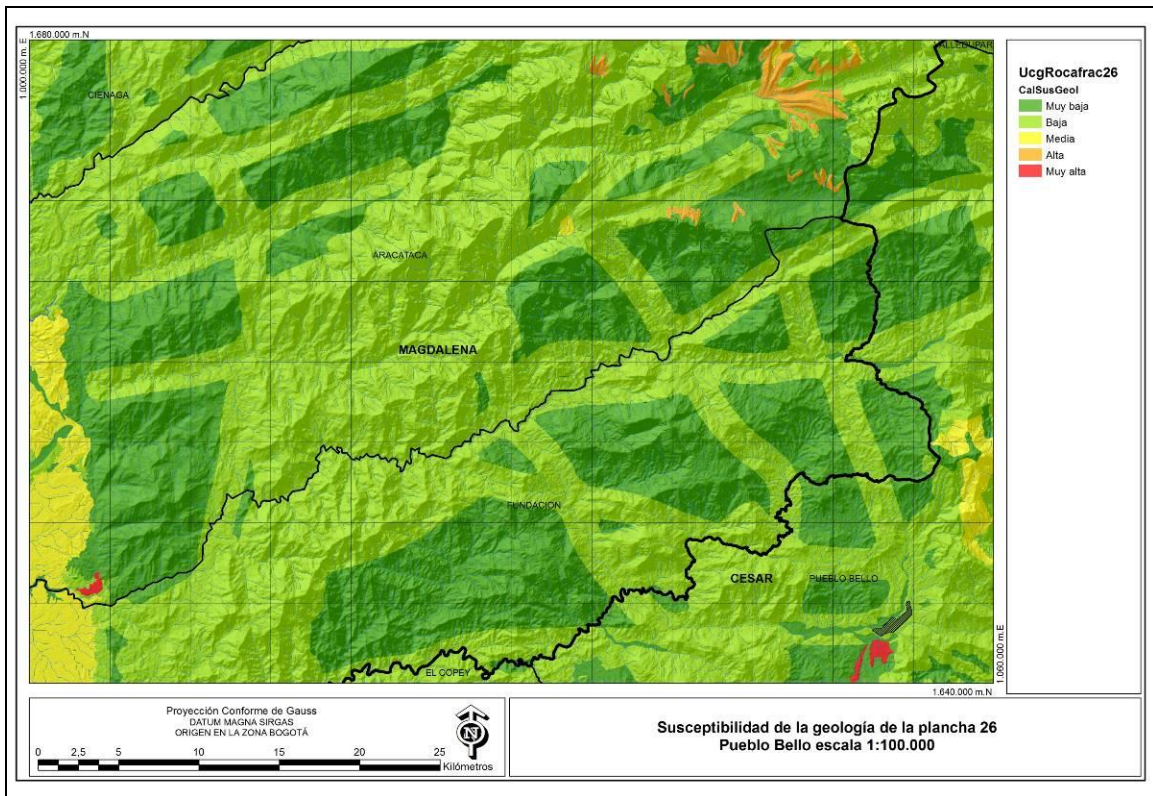 1.680.000 m.N
1.000.000 m. E
CIENAGA
ALLEDUPAR
ARACATACA
MAGDALENA
FUNDACION
CESAR
PUEBLO BELLO
EL COPEY
1.060.000 m.E
1.640.000 m.N
UcgRocafrac26
CalSusGeol
Muy baja
Baja
Media
Alta
Muy alta
Proyección Conforme de Gauss
DATUM MAGNA SIRGAS
ORIGEN EN LA ZONA BOGOTÁ
N
0 2,5 5 10 15 20 25
Kilómetros
Susceptibilidad de la geología de la plancha 26
Pueblo Bello escala 1:100.000